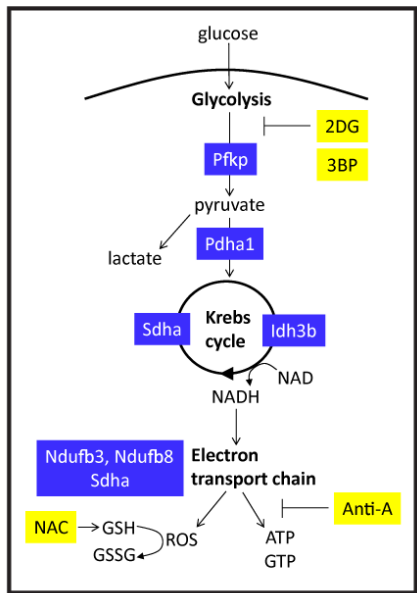 glucose
Glycolysis
2DG
Pfkp
3BP
pyruvate
Pdha1
lactate
Sdha
Krebs
cycle
Idh3b
NAD
NADH
Ndufb3, Ndufb8
Sdha
Electron
transport chain
NAC
GSH
GSSG
ROS
ATP
GTP
Anti-A